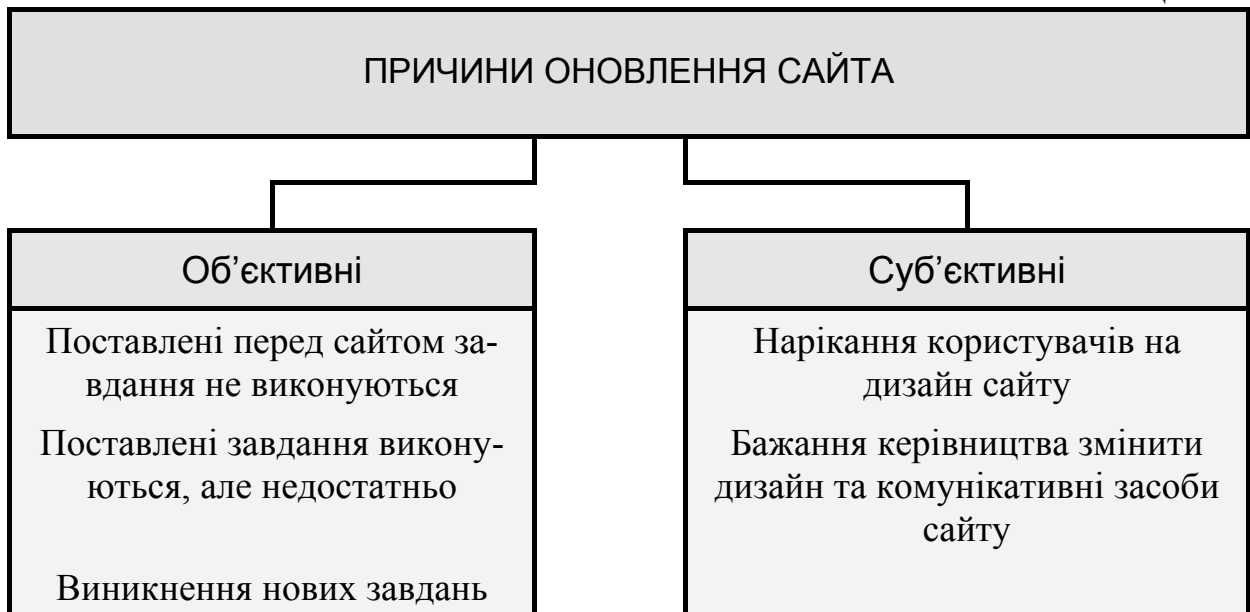 ПРИЧИНИ ОНОВЛЕННЯ САЙТА
Об’єктивні
Поставлені перед сайтом за-
вдання не виконуються
Поставлені завдання викону-
ються, але недостатньо
Виникнення нових завдань
Суб’єктивні
Нарікання користувачів на
дизайн сайту
Бажання керівництва змінити
дизайн та комунікативні засоби
сайту